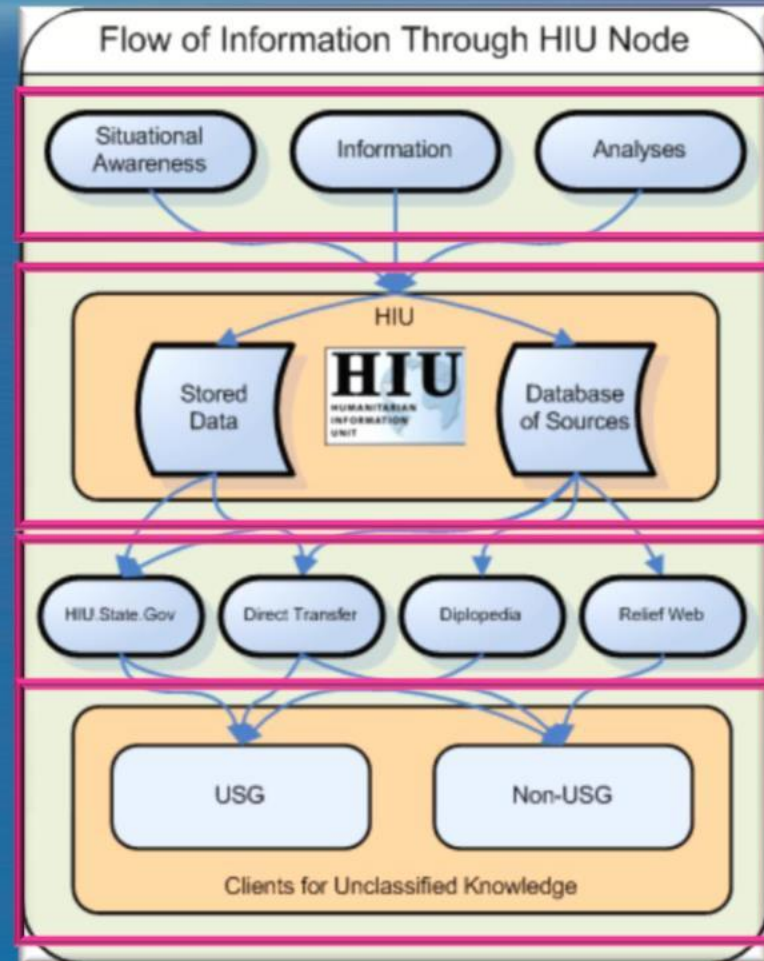 Flow of Information Through HIU Node
Situational
Awareness
Information
Analyses
HIU
Stored
Data
HIU
HUMANITARIAN
INFORMATION
UNIT
Database
of Sources
HIU.State.Gov
Direct Transfer
Diplopedia
Relief Web
USG
Non-USG
Clients for Unclassified Knowledge